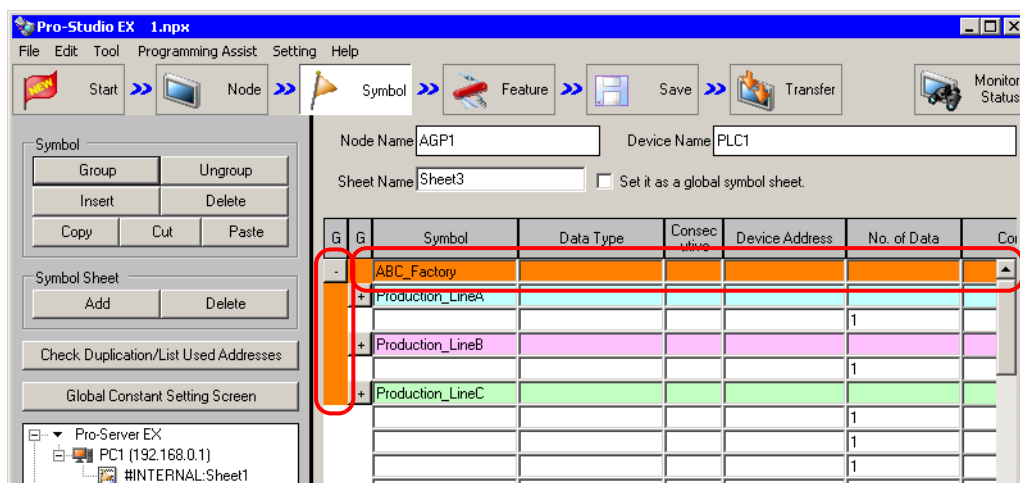 Pro-Studio EX 1.npx
File Edit Tool Programming Assist Setting Help
NEW Start Node Symbol Feature Save Transfer Monitor Status
Node Name AGP1 Device Name PLC1
Sheet Name Sheet3 Set it as a global symbol sheet.
Symbol
Group Ungroup
Insert Delete
Copy Cut Paste
Symbol Sheet
Add Delete
Check Duplication/List Used Addresses
Global Constant Setting Screen
Pro-Server EX
PC1 (192.168.0.1)
#INTERNAL:Sheet1
G G Symbol Data Type Consecutive Device Address No. of Data
- ABC_Factory
+ Production_LineA
1
+ Production_LineB
1
+ Production_LineC
1
1
1